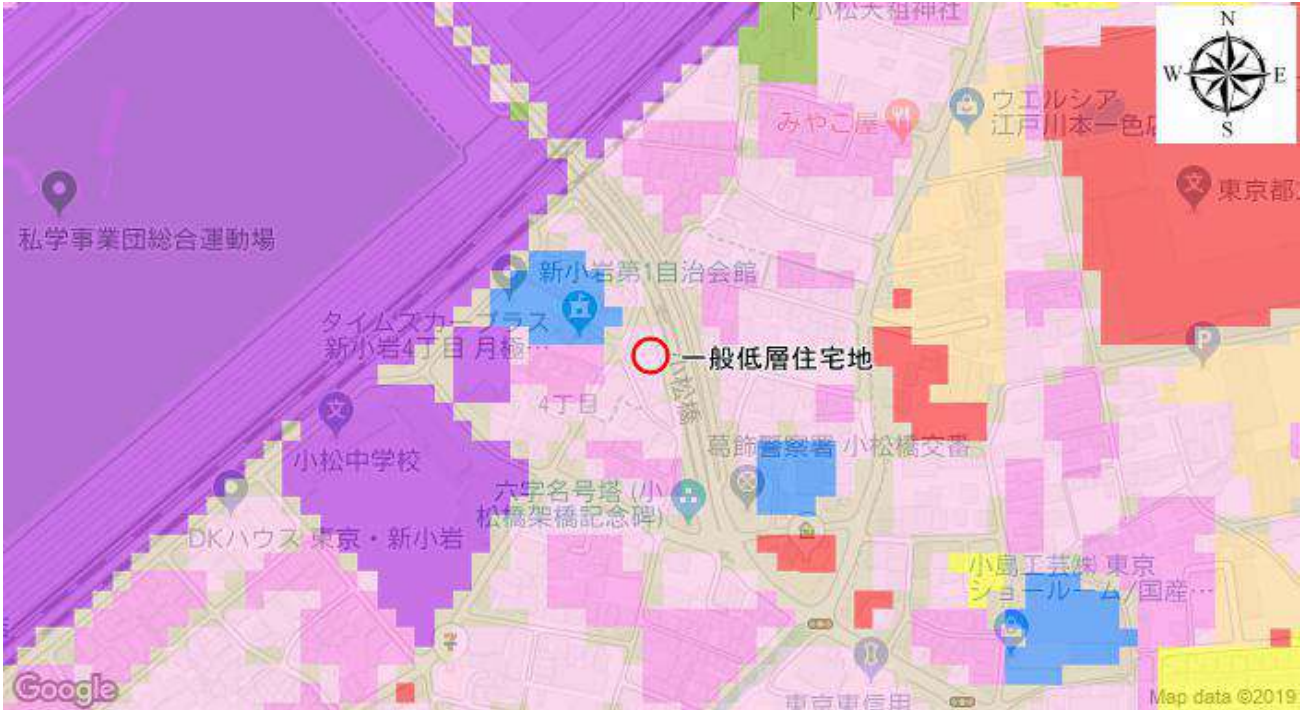 下小松天祖神社
N
W E
S
ウエルシア
江戸川本一色店
みやこ屋
東京都
私学事業団総合運動場
新小岩第1自治会館
タイムズカープラス
新小岩4丁目 月極…
一般低層住宅地
小松橋
4丁目
小松中学校
葛飾警察署 小松橋交番
六字名号塔 (小
松橋架橋記念碑)
DKハウス 東京・新小岩
小島工芸㈱ 東京
ショールーム/国産…
東京東信用
Google
Map data ©2019